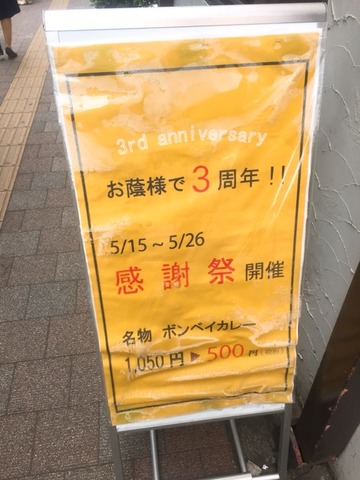 3rd anniversary
お蔭様で3周年!!
5/15~5/26
感謝祭開催
名物 ボンベイカレー
1,050円▶500円